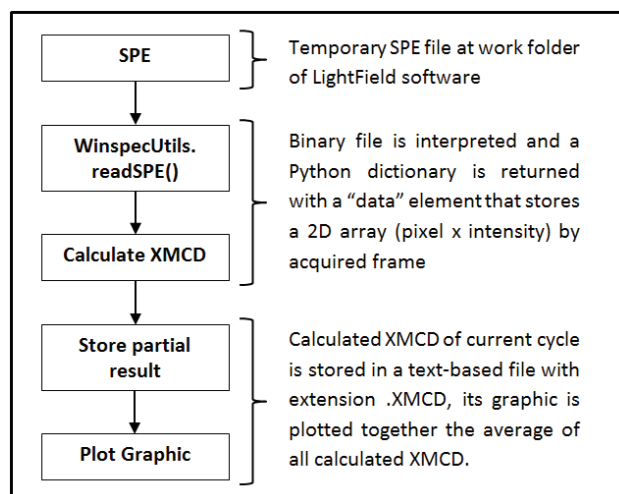 SPE
Temporary SPE file at work folder
of LightField software
WinspecUtils.
readSPE()
Calculate XMCD
Binary file is interpreted and a
Python dictionary is returned
with a “data” element that stores
a 2D array (pixel x intensity) by
acquired frame
Store partial
result
Plot Graphic
Calculated XMCD of current cycle
is stored in a text-based file with
extension .XMCD, its graphic is
plotted together the average of
all calculated XMCD.